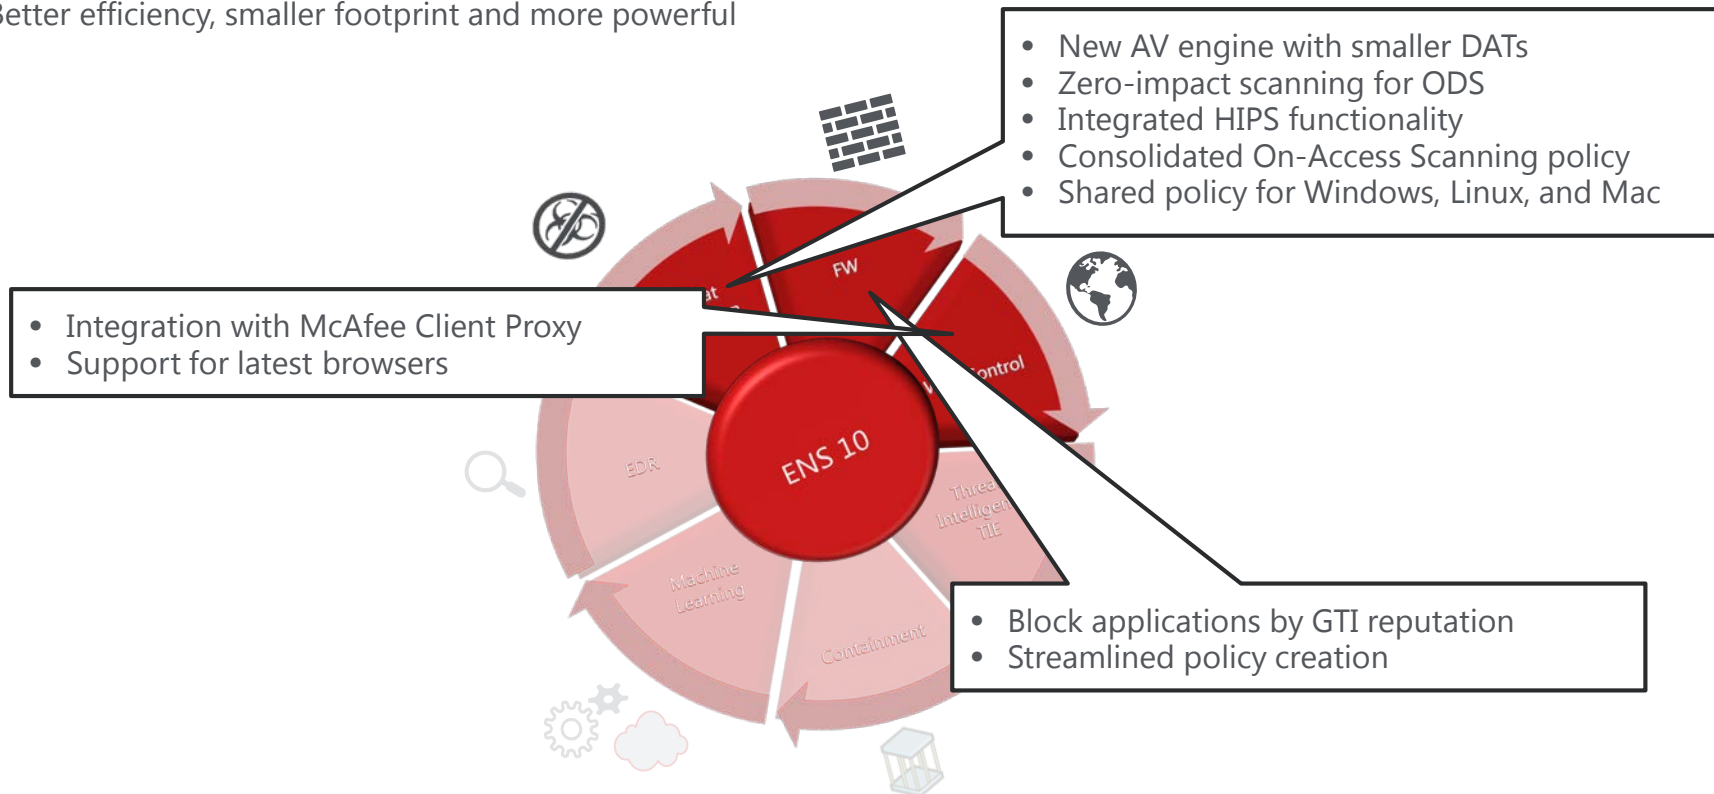 Better efficiency, smaller footprint and more powerful
• New AV engine with smaller DATs
• Zero-impact scanning for ODS
• Integrated HIPS functionality
• Consolidated On-Access Scanning policy
• Shared policy for Windows, Linux, and Mac
FW
• Integration with McAfee Client Proxy
• Support for latest browsers
ENS 10
EDR
TIE
Machine
Learning
Containment
• Block applications by GTI reputation
• Streamlined policy creation